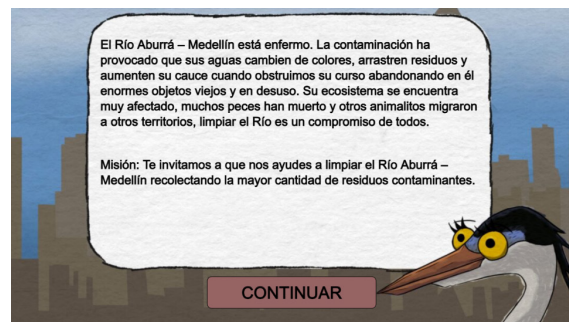 El Río Aburrá – Medellín está enfermo. La contaminación ha
provocado que sus aguas cambien de colores, arrastren residuos y
aumenten su cauce cuando obstruimos su curso abandonando en él
enormes objetos viejos y en desuso. Su ecosistema se encuentra
muy afectado, muchos peces han muerto y otros animalitos migraron
a otros territorios, limpiar el Río es un compromiso de todos.
Misión: Te invitamos a que nos ayudes a limpiar el Río Aburrá –
Medellín recolectando la mayor cantidad de residuos contaminantes.
CONTINUAR